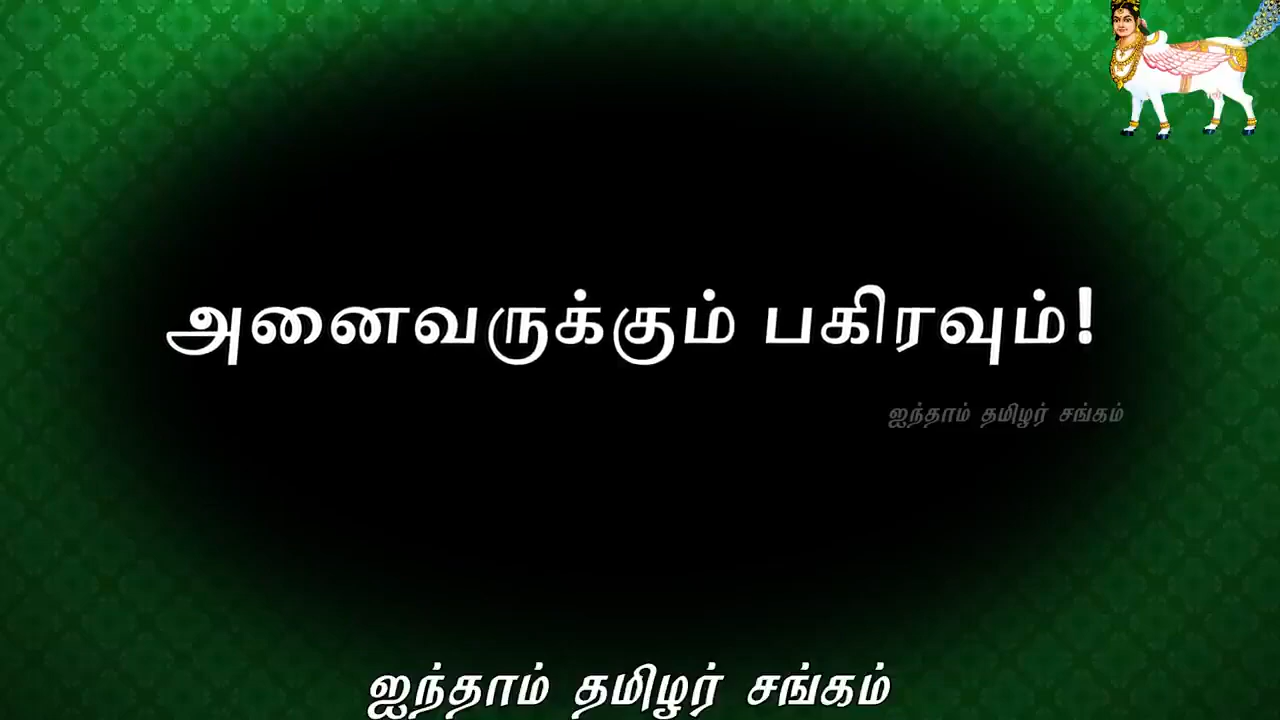 அனைவருக்கும் பகிரவும்!
ஐந்தாம் தமிழர் சங்கம்
ஐந்தாம் தமிழர் சங்கம்